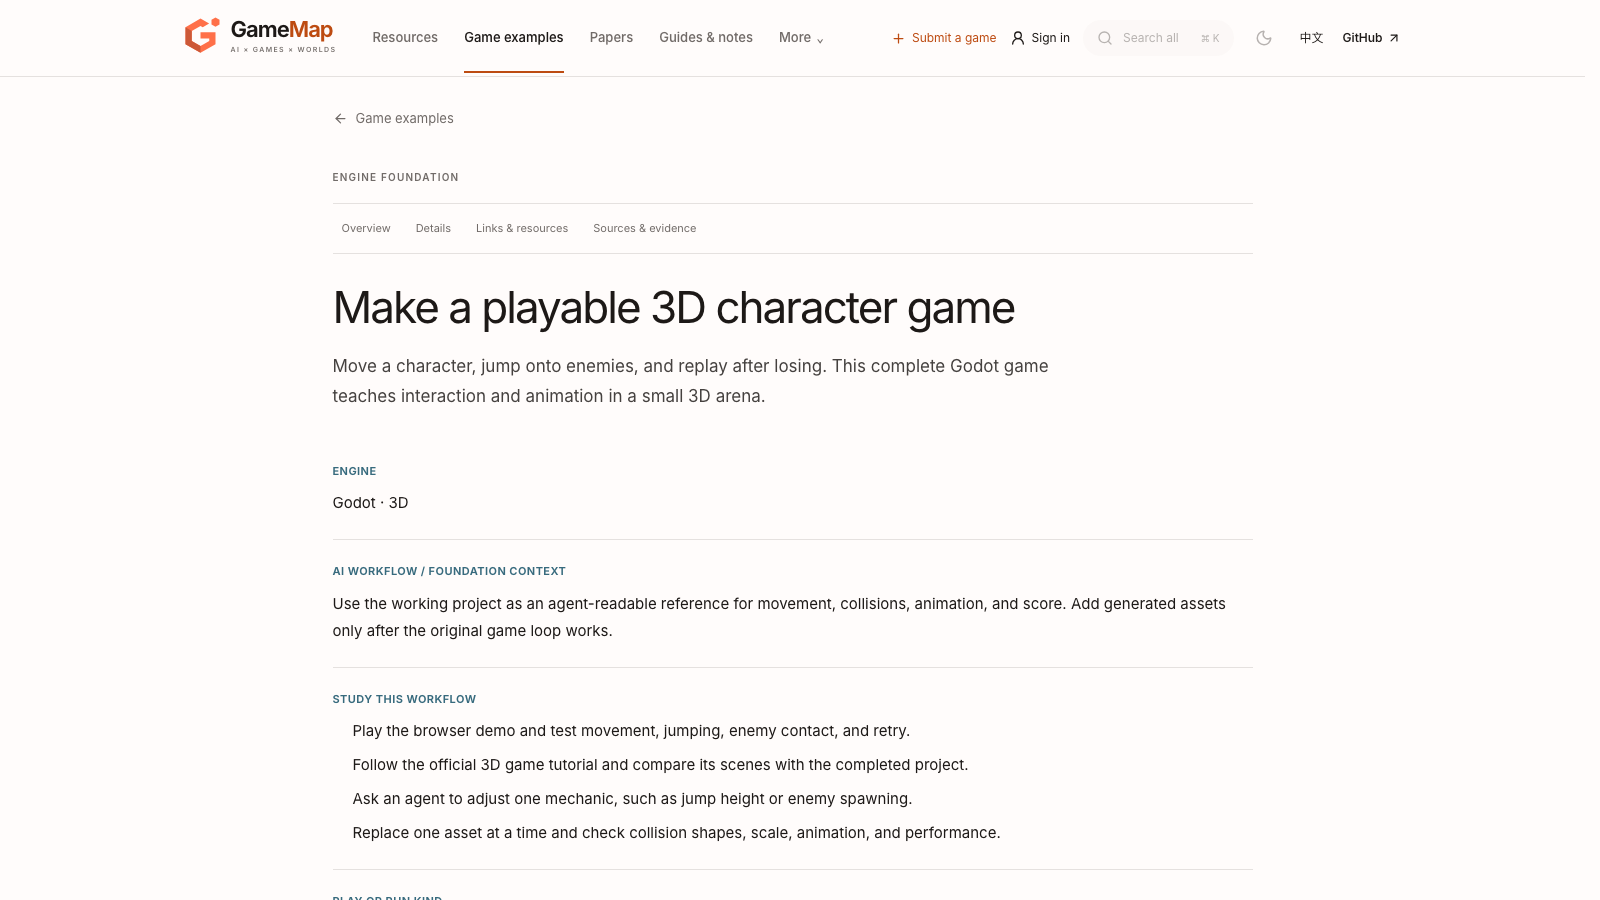 GameMap
AI × GAMES × WORLDS
Resources
Game examples
Papers
Guides & notes
More
Submit a game
Sign in
Search all
⌘ K
中文
GitHub
Game examples
ENGINE FOUNDATION
Overview
Details
Links & resources
Sources & evidence
Make a playable 3D character game
Move a character, jump onto enemies, and replay after losing. This complete Godot game
teaches interaction and animation in a small 3D arena.
ENGINE
Godot · 3D
AI WORKFLOW / FOUNDATION CONTEXT
Use the working project as an agent-readable reference for movement, collisions, animation, and score. Add generated assets
only after the original game loop works.
STUDY THIS WORKFLOW
Play the browser demo and test movement, jumping, enemy contact, and retry.
Follow the official 3D game tutorial and compare its scenes with the completed project.
Ask an agent to adjust one mechanic, such as jump height or enemy spawning.
Replace one asset at a time and check collision shapes, scale, animation, and performance.
PLAY OR RUN KIND